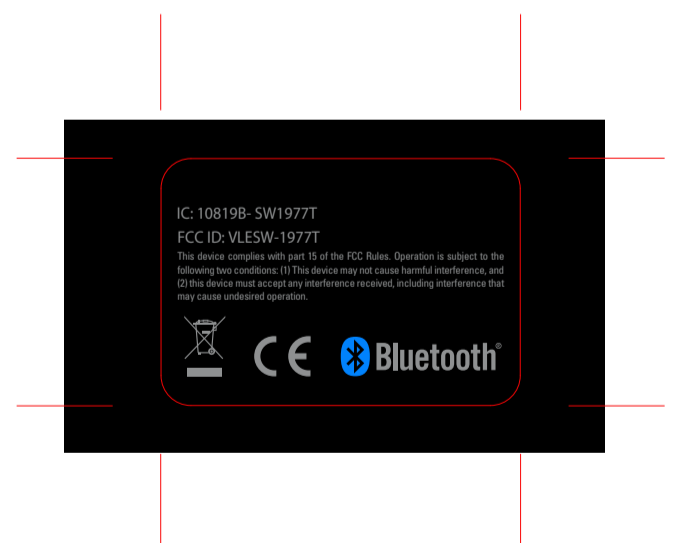 IC: 10819B- SW1977T
FCC ID: VLESW-1977T
This device complies with part 15 of the FCC Rules. Operation is subject to the
following two conditions: (1) This device may not cause harmful interference, and
(2) this device must accept any interference received, including interference that
may cause undesired operation.
CE Bluetooth®